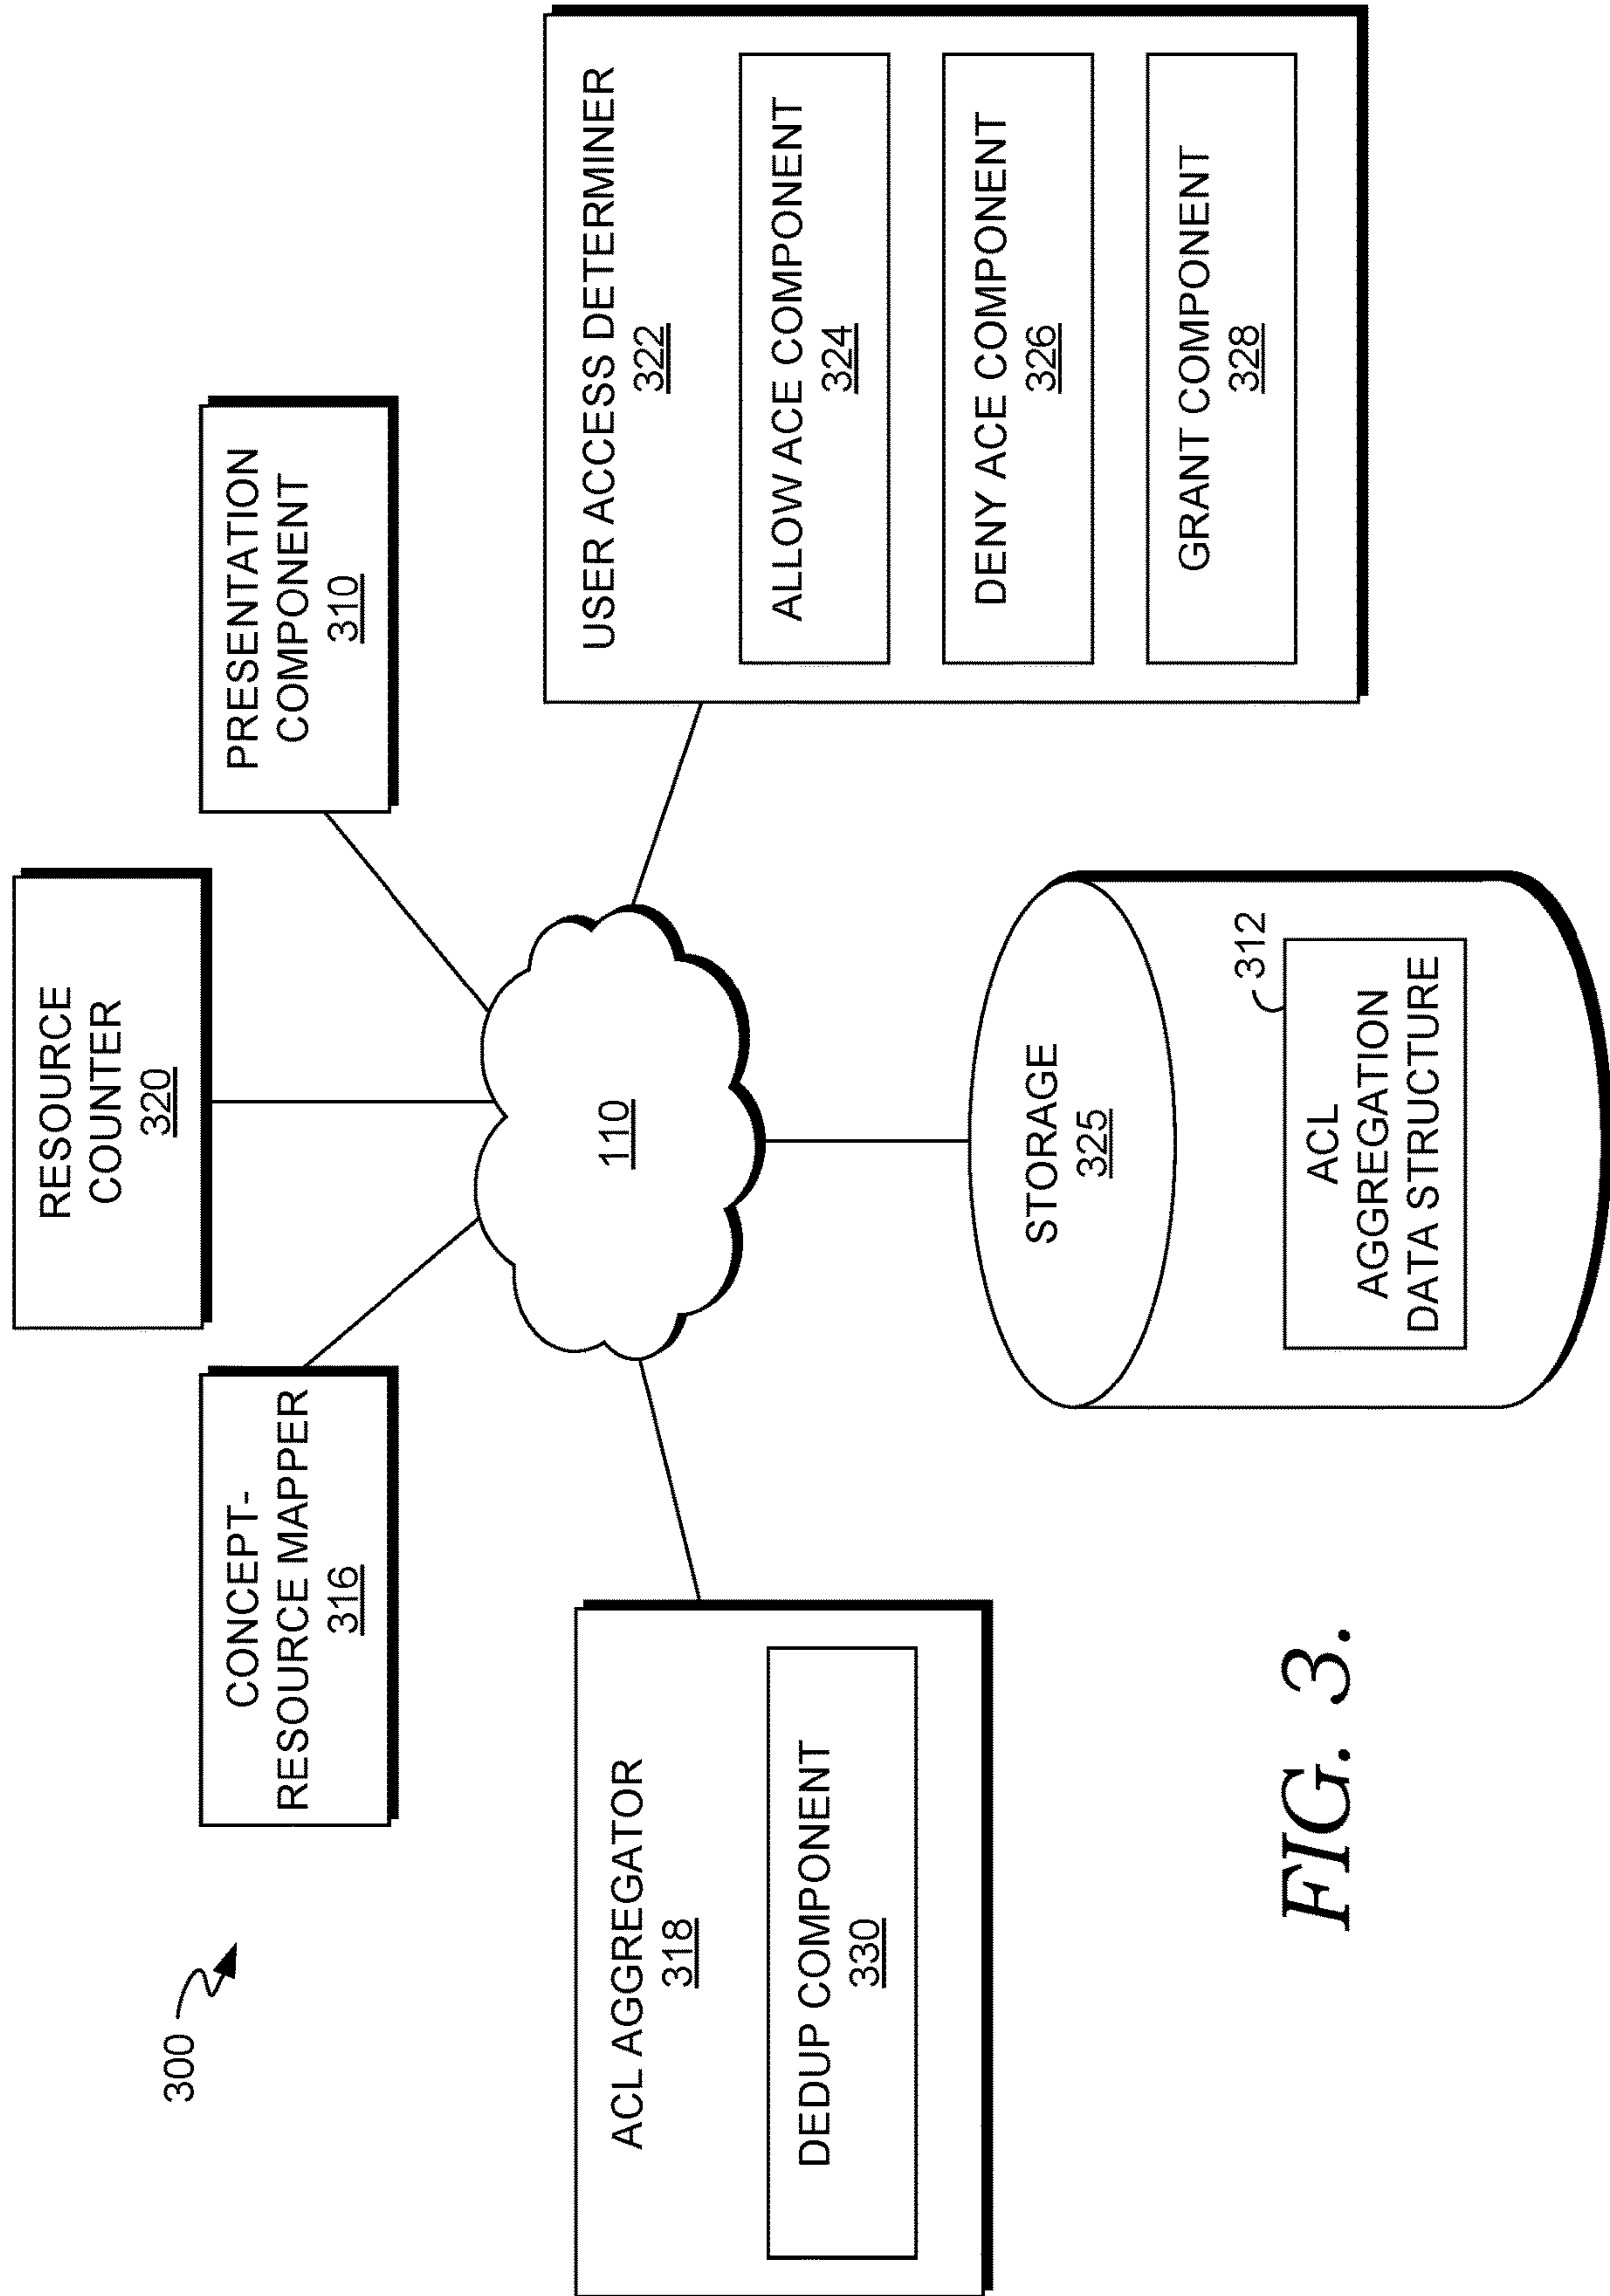 300
RESOURCE
COUNTER
320
CONCEPT-
RESOURCE MAPPER
316
PRESENTATION
COMPONENT
310
ACL AGGREGATOR
318
DEDUP COMPONENT
330
110
USER ACCESS DETERMINER
322
ALLOW ACE COMPONENT
324
DENY ACE COMPONENT
326
GRANT COMPONENT
328
STORAGE
325
312
ACL
AGGREGATION
DATA STRUCTURE
FIG. 3.